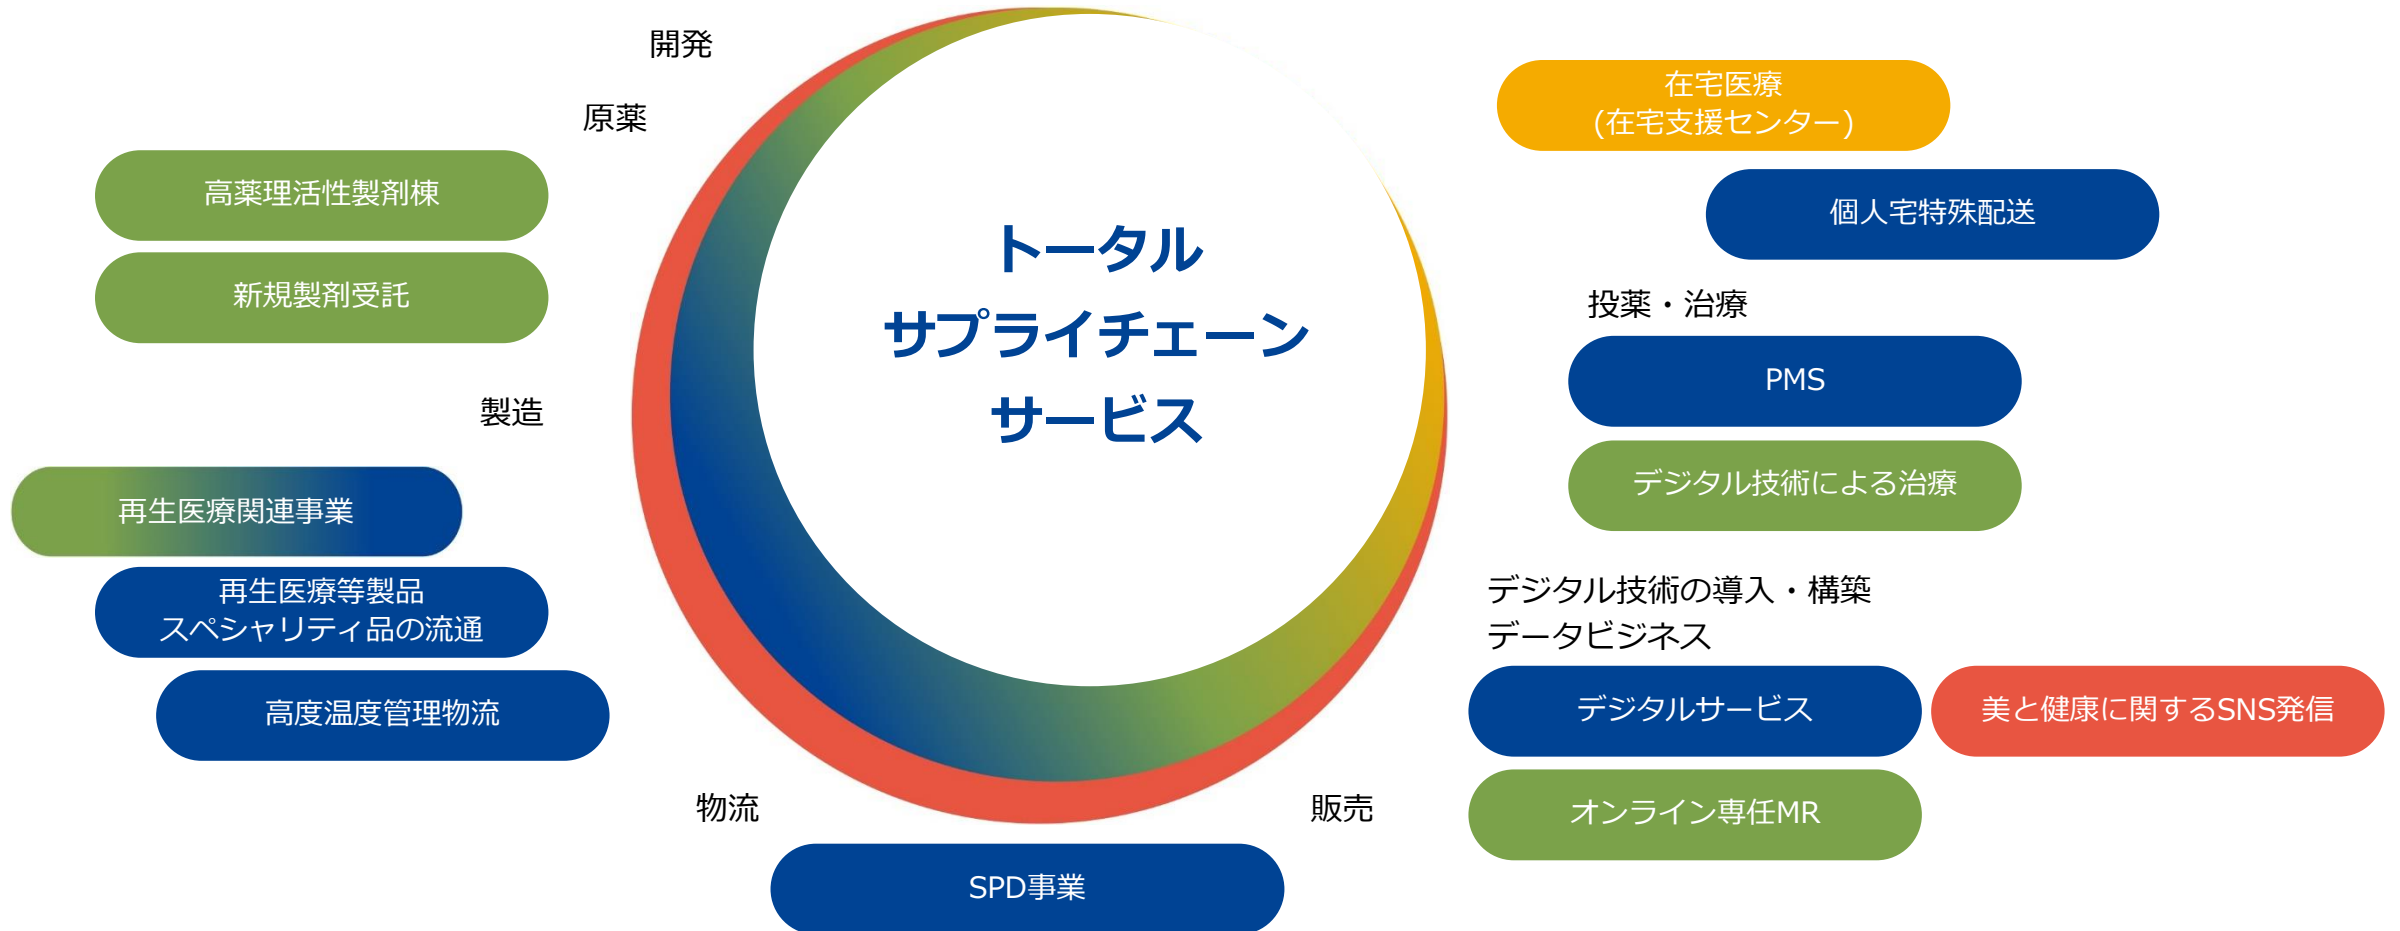 開発
原薬
高薬理活性製剤棟
新規製剤受託
製造
再生医療関連事業
再生医療等製品
スペシャリティ品の流通
高度温度管理物流
物流
トータル
サプライチェーン
サービス
SPD事業
販売
在宅医療
(在宅支援センター)
個人宅特殊配送
投薬・治療
PMS
デジタル技術による治療
デジタル技術の導入・構築
データビジネス
デジタルサービス
美と健康に関するSNS発信
オンライン専任MR